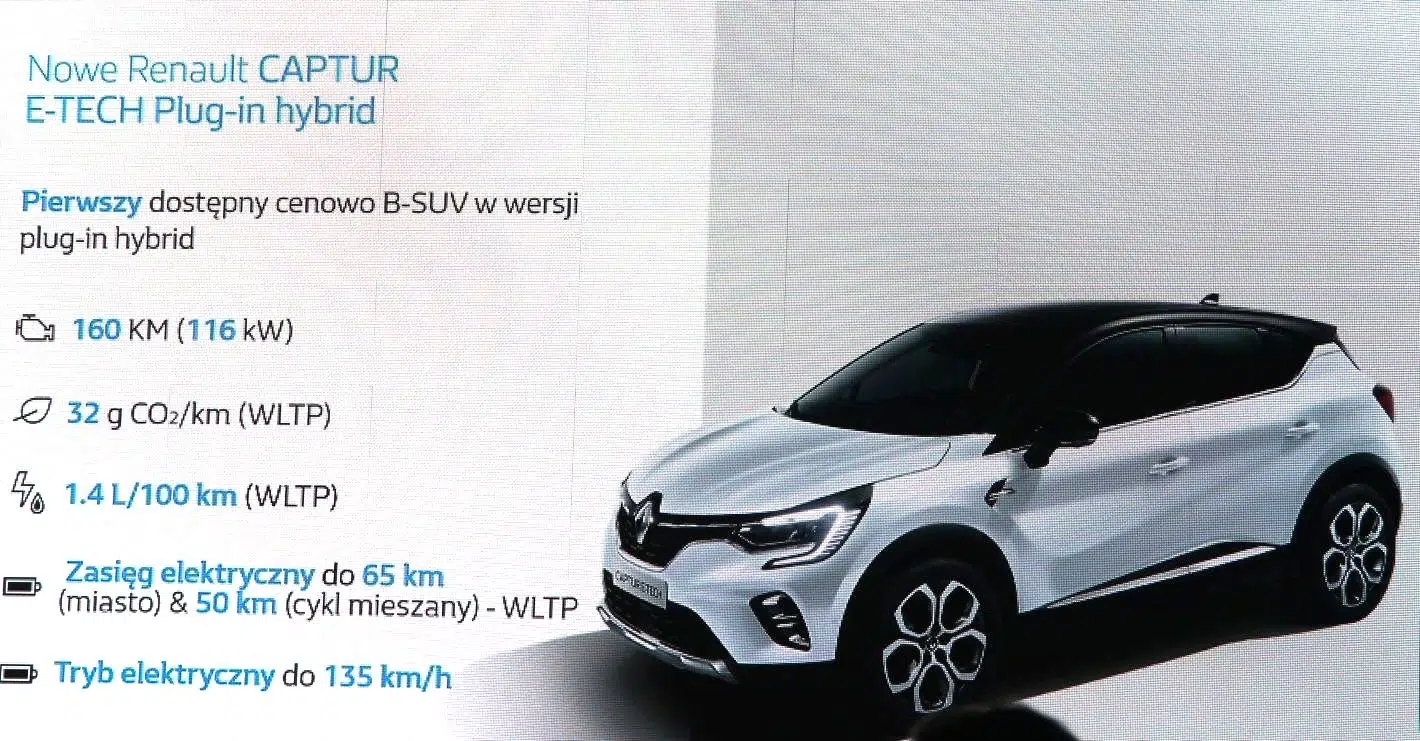 Nowe Renault CAPTUR
E-TECH Plug-in hybrid
Pierwszy dostępny cenowo B-SUV w wersji
plug-in hybrid
160 KM (116 kW)
32 g CO₂/km (WLTP)
1.4 L/100 km (WLTP)
Zasięg elektryczny do 65 km
(miasto) & 50 km (cykl mieszany) - WLTP
Tryb elektryczny do 135 km/h
CAPTUR E-TECH